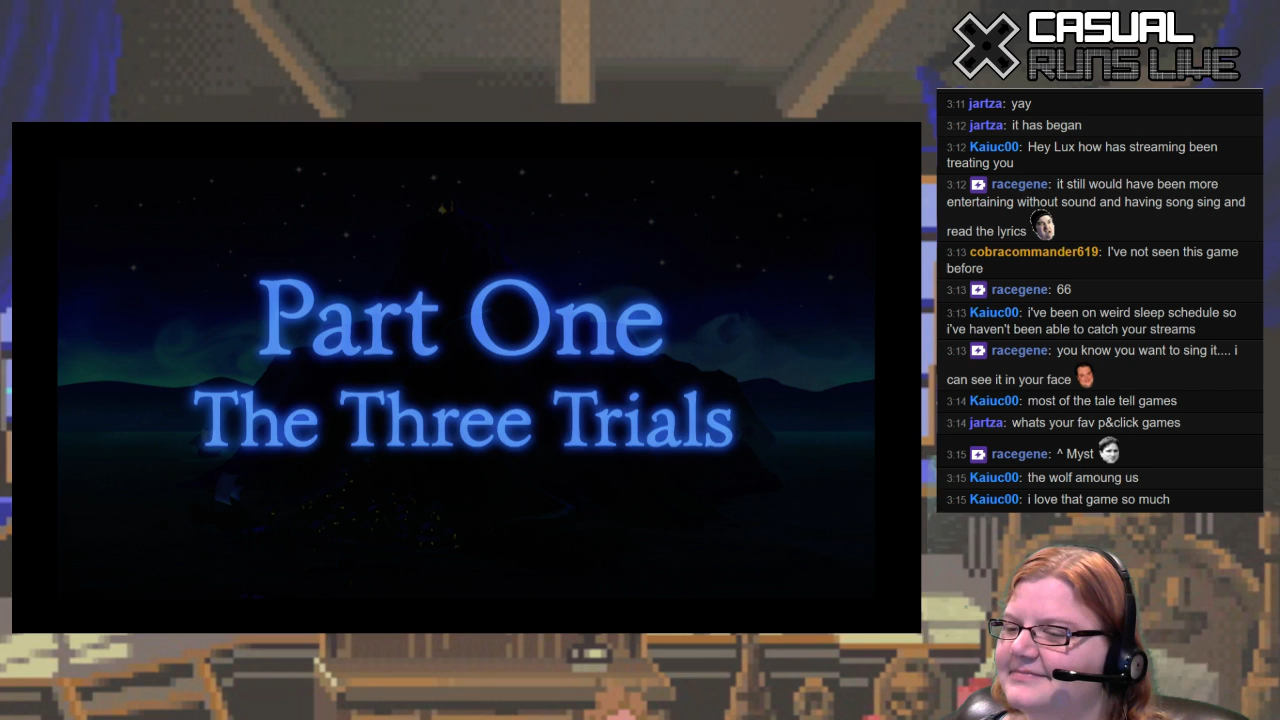 CASUAL
RUNS LIVE
Part One
The Three Trials
3:11 jartza: yay
3:12 jartza: it has began
3:12 Kaiuc00: Hey Lux how has streaming been
treating you
3:12 racegene: it still would have been more
entertaining without sound and having song sing and
read the lyrics
3:13 cobracommander619: I've not seen this game
before
3:13 racegene: 66
3:13 Kaiuc00: i've been on weird sleep schedule so
i've haven't been able to catch your streams
3:13 racegene: you know you want to sing it.... i
can see it in your face
3:14 Kaiuc00: most of the tale tell games
3:14 jartza: whats your fav p&click games
3:15 racegene: ^ Myst
3:15 Kaiuc00: the wolf amoung us
3:15 Kaiuc00: i love that game so much